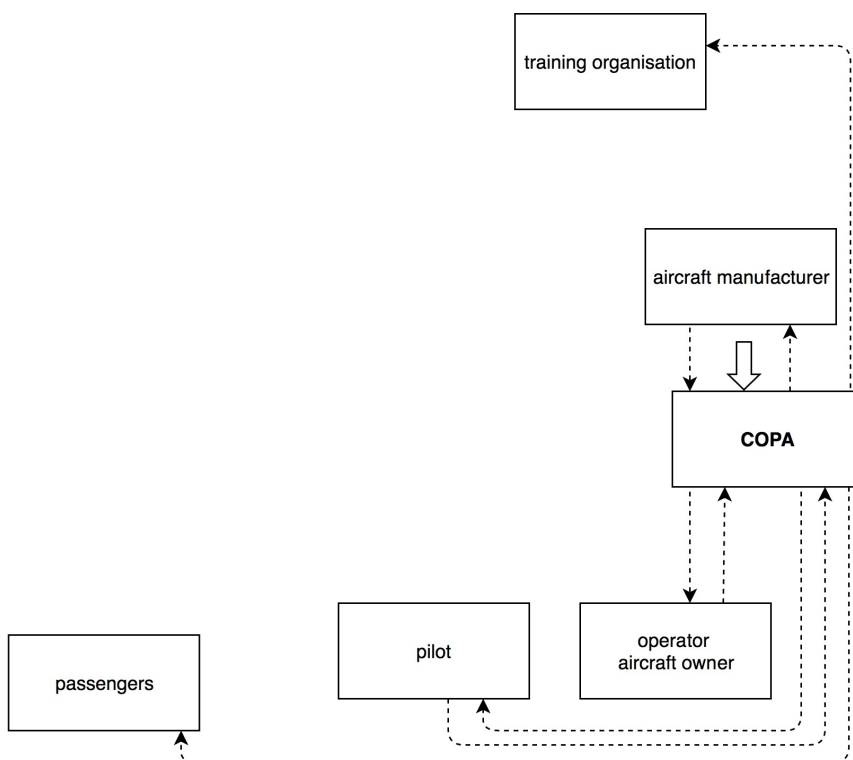 training organisation
aircraft manufacturer
COPA
operator
aircraft owner
pilot
passengers